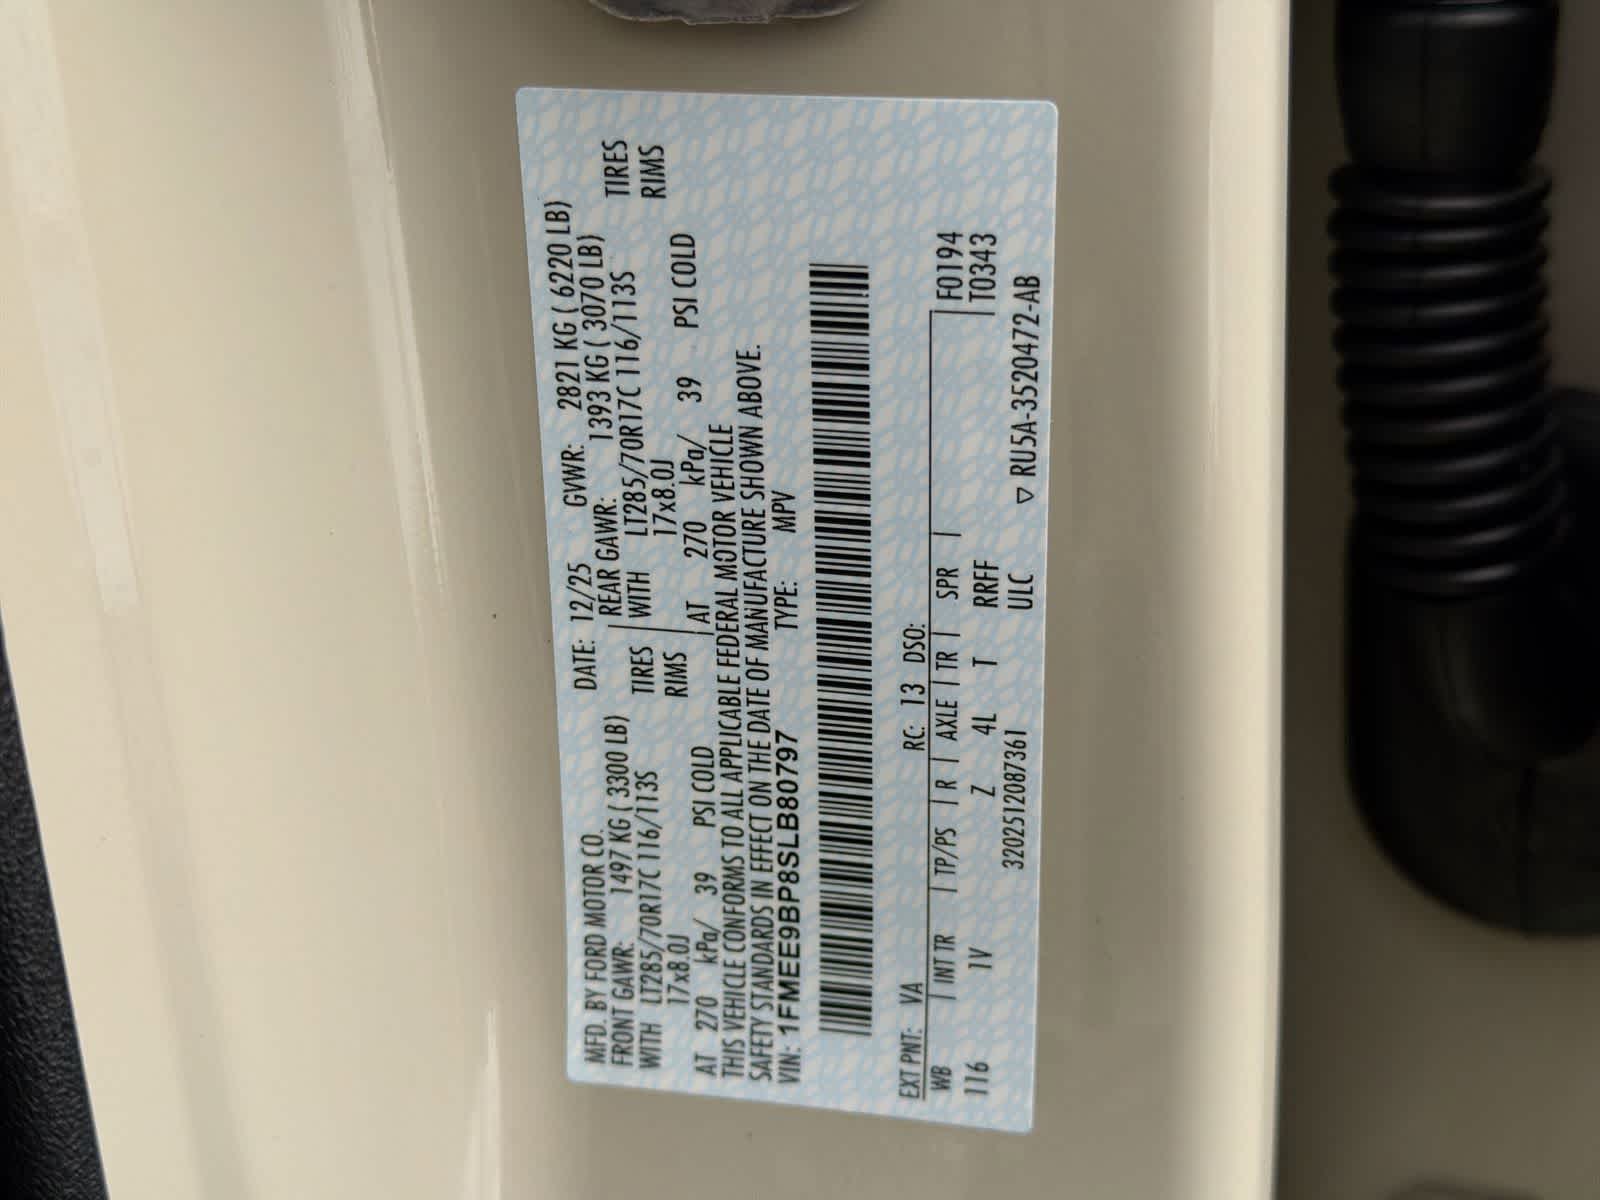 MFD. BY FORD MOTOR CO. DATE: 12/25 GVWR: 2821 KG ( 6220 LB)
FRONT GAWR: 1497 KG ( 3300 LB) REAR GAWR: 1393 KG ( 3070 LB)
WITH LT285/70R17C 116/113S TIRES WITH LT285/70R17C 116/113S TIRES
17x8.0J RIMS 17x8.0J RIMS
AT 270 kPa/ 39 PSI COLD AT 270 kPa/ 39 PSI COLD
THIS VEHICLE CONFORMS TO ALL APPLICABLE FEDERAL MOTOR VEHICLE
SAFETY STANDARDS IN EFFECT ON THE DATE OF MANUFACTURE SHOWN ABOVE.
VIN: 1FMEE9BP8SLB80797 TYPE: MPV
EXT PNT: VA RC: 13 DSO:
WB | INT TR | TP/PS | R | AXLE | TR | SPR | F0194
116 1V Z 4L T RRFF T0343
3202512087361 ULC ▽ RU5A-3520472-AB